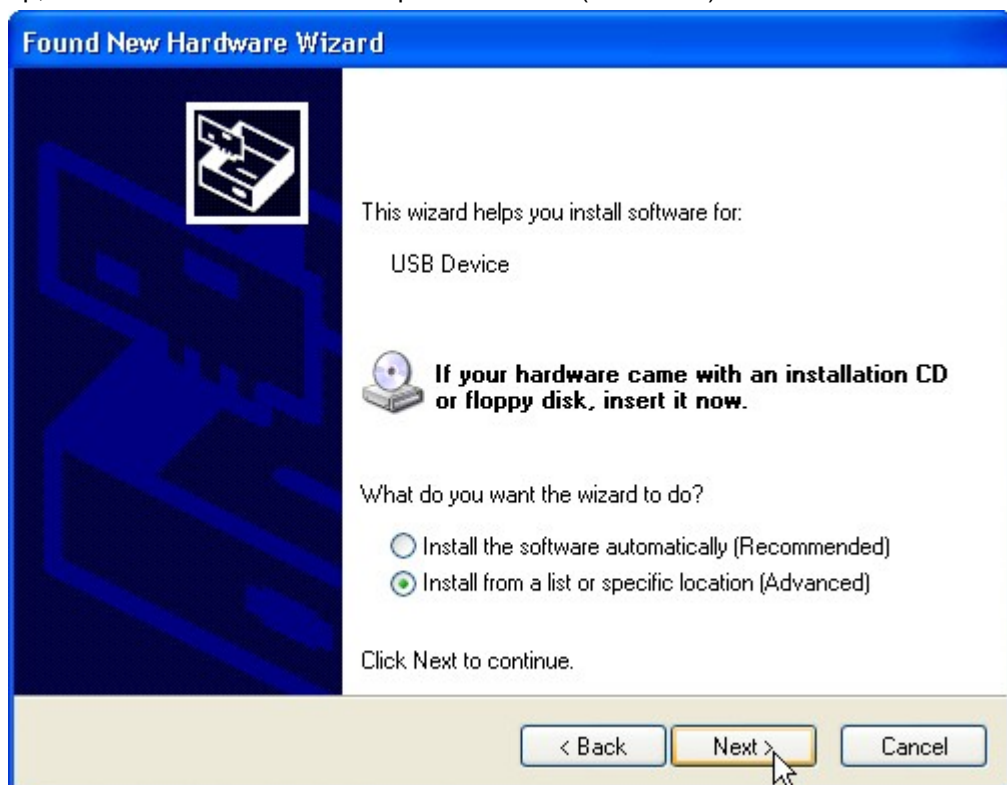 Found New Hardware Wizard
This wizard helps you install software for:
USB Device
If your hardware came with an installation CD
or floppy disk, insert it now.
What do you want the wizard to do?
Install the software automatically (Recommended)
Install from a list or specific location (Advanced)
Click Next to continue.
< Back Next > Cancel